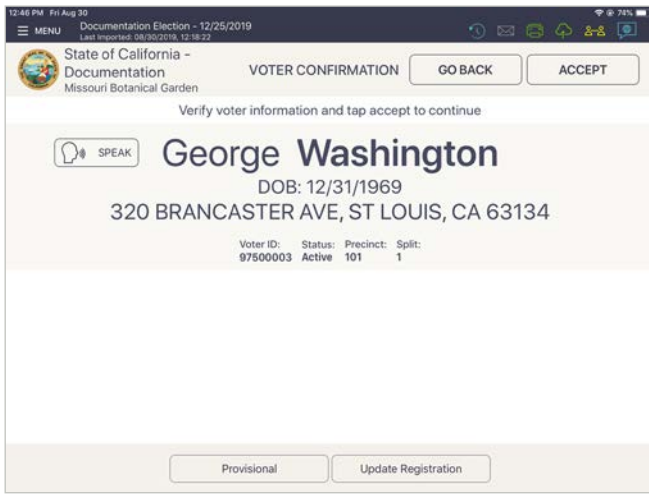 12:46 PM Fri Aug 30
74%
MENU
Documentation Election - 12/25/2019
Last Imported: 08/30/2019, 12:18:22
State of California -
Documentation
Missouri Botanical Garden
VOTER CONFIRMATION
GO BACK
ACCEPT
Verify voter information and tap accept to continue
SPEAK
George Washington
DOB: 12/31/1969
320 BRANCASTER AVE, ST LOUIS, CA 63134
Voter ID: Status: Precinct: Split:
97500003 Active 101 1
Provisional
Update Registration